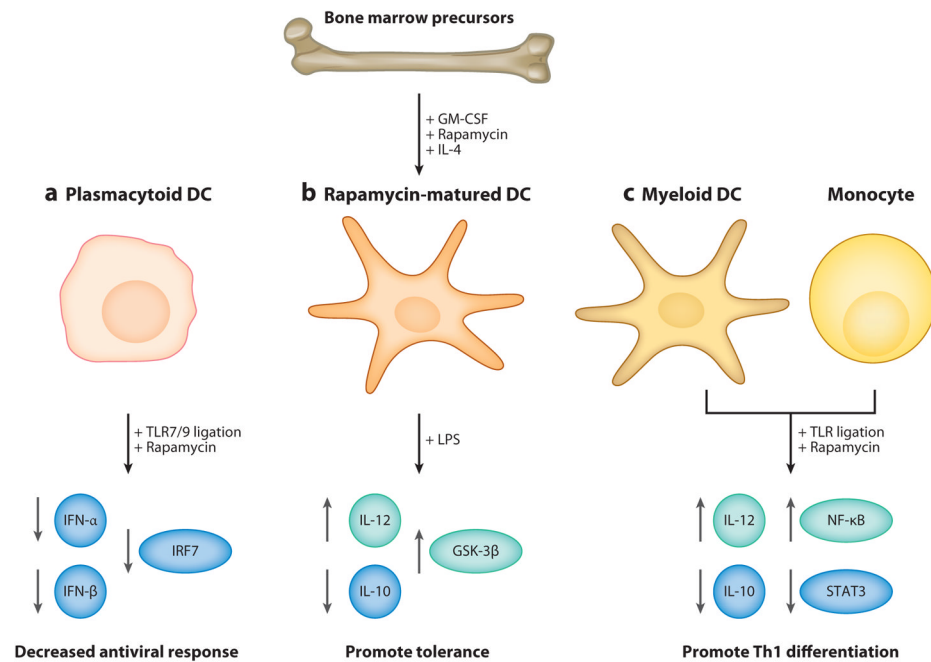 Bone marrow precursors
+ GM-CSF
+ Rapamycin
+ IL-4
a Plasmacytoid DC
b Rapamycin-matured DC
c Myeloid DC
Monocyte
+ TLR7/9 ligation
+ Rapamycin
+ LPS
+ TLR ligation
+ Rapamycin
IFN-α
IRF7
IFN-β
IL-12
GSK-3β
IL-10
IL-12
NF-κB
IL-10
STAT3
Decreased antiviral response
Promote tolerance
Promote Th1 differentiation